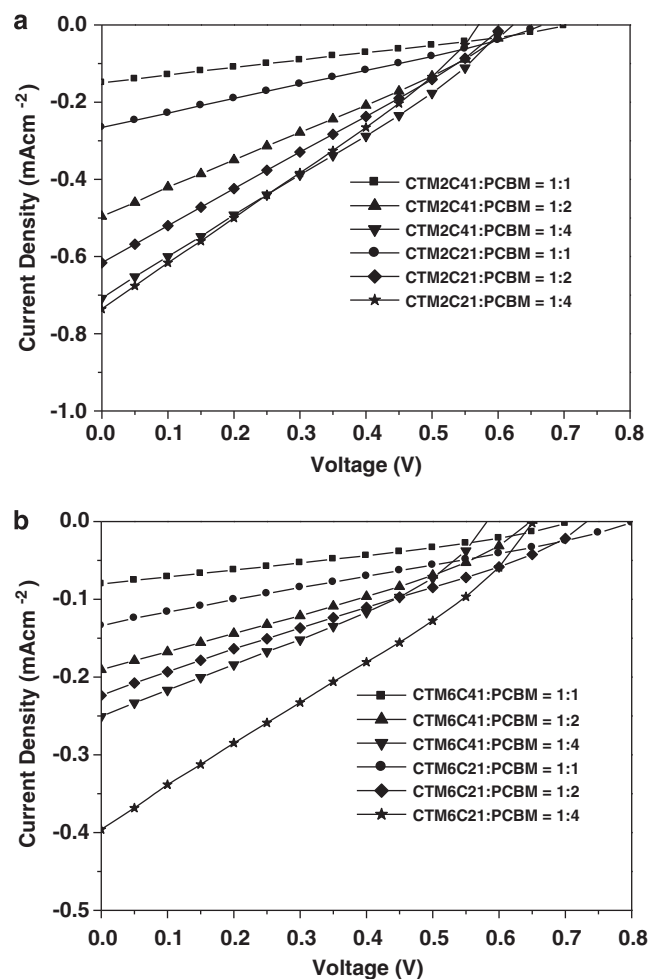 a
0.0
-0.2
-0.4
-0.6
-0.8
-1.0
Current Density (mAcm -2)
CTM2C41:PCBM = 1:1
CTM2C41:PCBM = 1:2
CTM2C41:PCBM = 1:4
CTM2C21:PCBM = 1:1
CTM2C21:PCBM = 1:2
CTM2C21:PCBM = 1:4
0.0 0.1 0.2 0.3 0.4 0.5 0.6 0.7 0.8
Voltage (V)
b
0.0
-0.1
-0.2
-0.3
-0.4
-0.5
Current Density (mAcm -2)
CTM6C41:PCBM = 1:1
CTM6C41:PCBM = 1:2
CTM6C41:PCBM = 1:4
CTM6C21:PCBM = 1:1
CTM6C21:PCBM = 1:2
CTM6C21:PCBM = 1:4
0.0 0.1 0.2 0.3 0.4 0.5 0.6 0.7 0.8
Voltage (V)